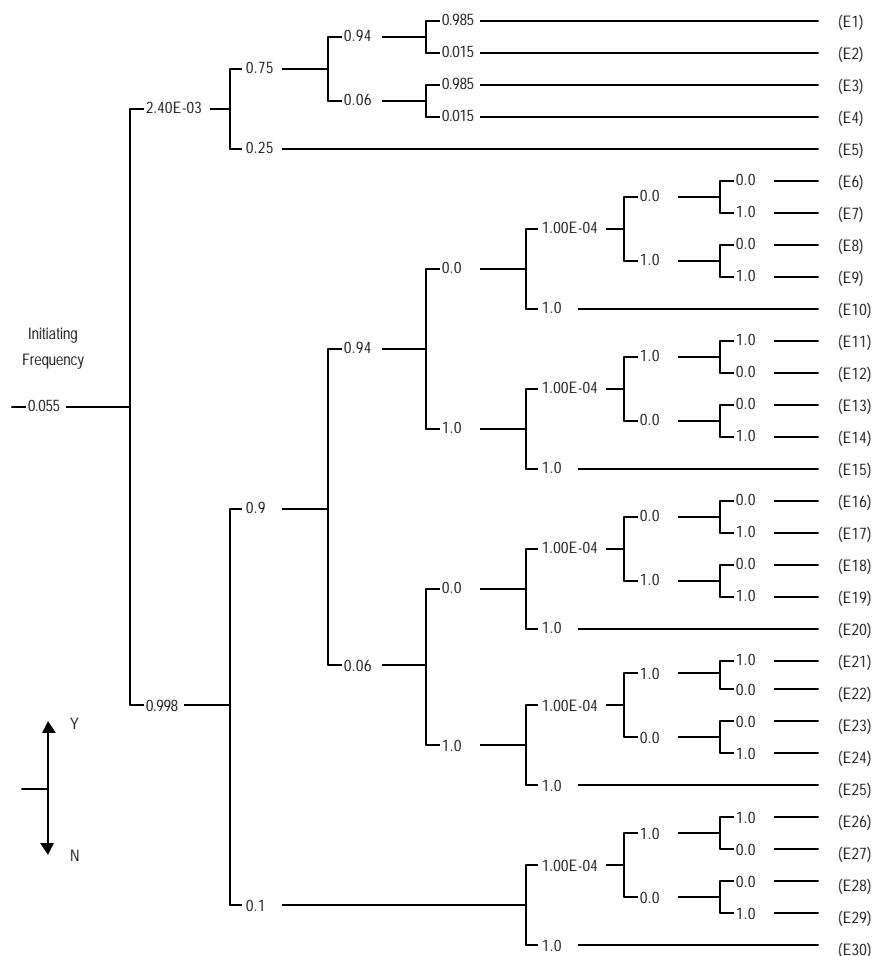 0.985 (E1)
0.94
0.015 (E2)
0.75
0.985 (E3)
0.06
2.40E-03
0.015 (E4)
0.25 (E5)
0.0 (E6)
0.0
1.0 (E7)
1.00E-04
0.0 (E8)
1.0
0.0
1.0 (E9)
1.0 (E10)
Initiating
Frequency
1.0 (E11)
0.94
1.0
0.0 (E12)
1.00E-04
0.055
0.0 (E13)
0.0
1.0
1.0 (E14)
1.0 (E15)
0.0 (E16)
0.9
0.0
1.0 (E17)
1.00E-04
0.0 (E18)
1.0
0.0
1.0 (E19)
1.0 (E20)
0.06
1.0 (E21)
1.0
0.0 (E22)
0.998
1.00E-04
Y
0.0 (E23)
0.0
1.0
1.0 (E24)
1.0 (E25)
1.0 (E26)
1.0
N
0.0 (E27)
1.00E-04
0.0 (E28)
0.0
0.1
1.0 (E29)
1.0 (E30)